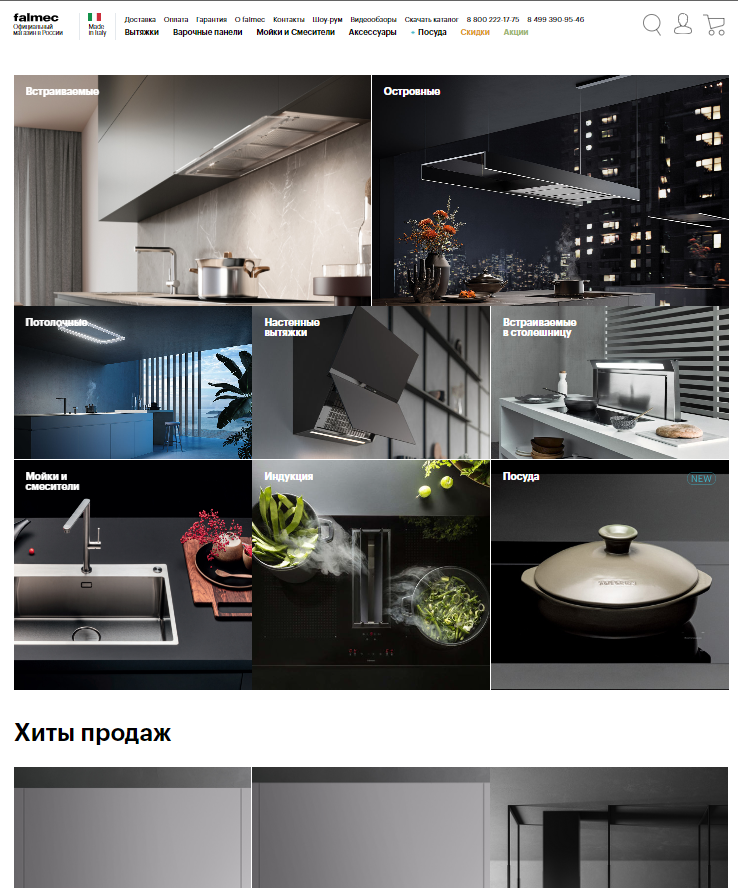 falmec
Официальный
магазин в России
Made
in Italy
Доставка Оплата Гарантия О falmec Контакты Шоу-рум Видеообзоры Скачать каталог 8 800 222-17-75 8 499 390-95-46
Вытяжки Варочные панели Мойки и Смесители Аксессуары + Посуда Скидки Акции
Встраиваемые
Островные
Потолочные
Настенные
вытяжки
Встраиваемые
в столешницу
Мойки и
смесители
Индукция
Посуда
NEW
Хиты продаж